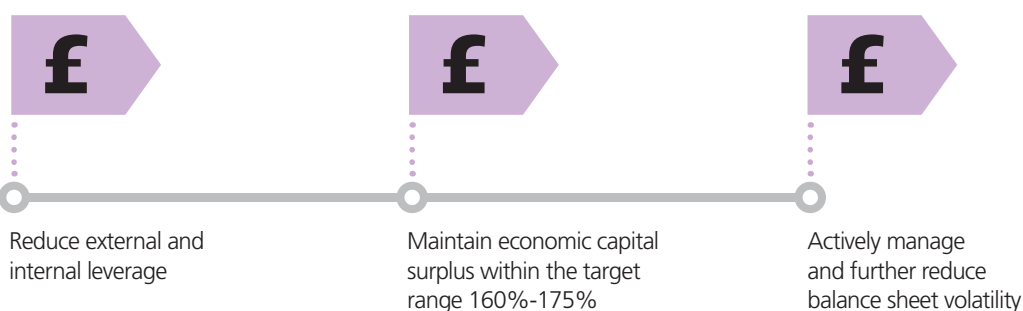 £
£
£
Reduce external and
internal leverage
Maintain economic capital
surplus within the target
range 160%-175%
Actively manage
and further reduce
balance sheet volatility